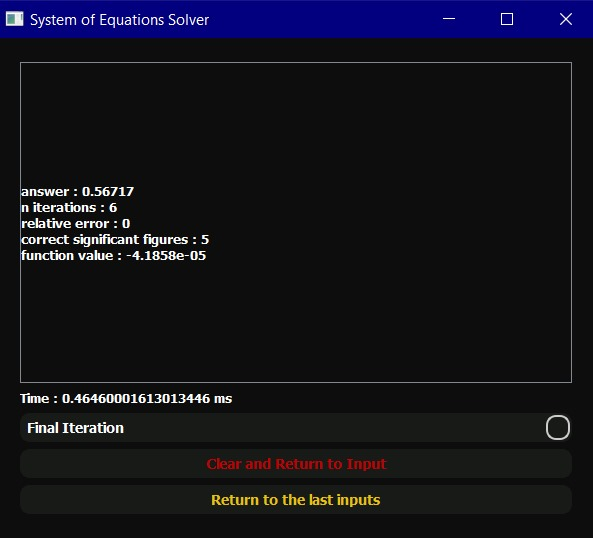 System of Equations Solver
answer : 0.56717
n iterations : 6
relative error : 0
correct significant figures : 5
function value : -4.1858e-05
Time : 0.46460001613013446 ms
Final Iteration
Clear and Return to Input
Return to the last inputs